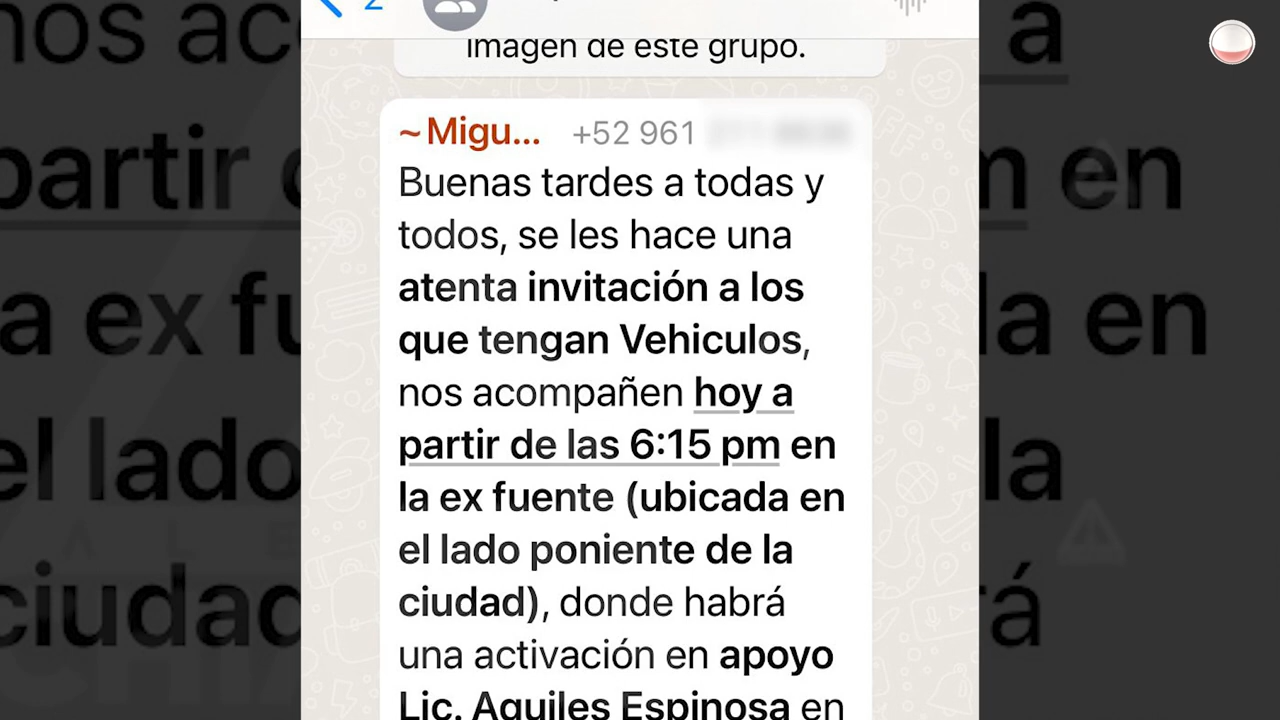 2
imagen de este grupo.
~Migu... +52 961
Buenas tardes a todas y
todos, se les hace una
atenta invitación a los
que tengan Vehiculos,
nos acompañen hoy a
partir de las 6:15 pm en
la ex fuente (ubicada en
el lado poniente de la
ciudad), donde habrá
una activación en apoyo
Lic. Aquiles Espinosa en